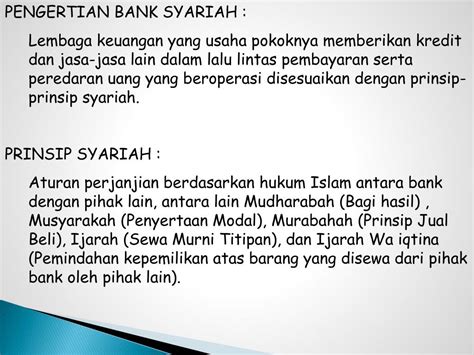 PENGERTIAN BANK SYARIAH :
Lembaga keuangan yang usaha pokoknya memberikan kredit
dan jasa-jasa lain dalam lalu lintas pembayaran serta
peredaran uang yang beroperasi disesuaikan dengan prinsip-
prinsip syariah.
PRINSIP SYARIAH :
Aturan perjanjian berdasarkan hukum Islam antara bank
dengan pihak lain, antara lain Mudharabah (Bagi hasil) ,
Musyarakah (Penyertaan Modal), Murabahah (Prinsip Jual
Beli), Ijarah (Sewa Murni Titipan), dan Ijarah Wa iqtina
(Pemindahan kepemilikan atas barang yang disewa dari pihak
bank oleh pihak lain).